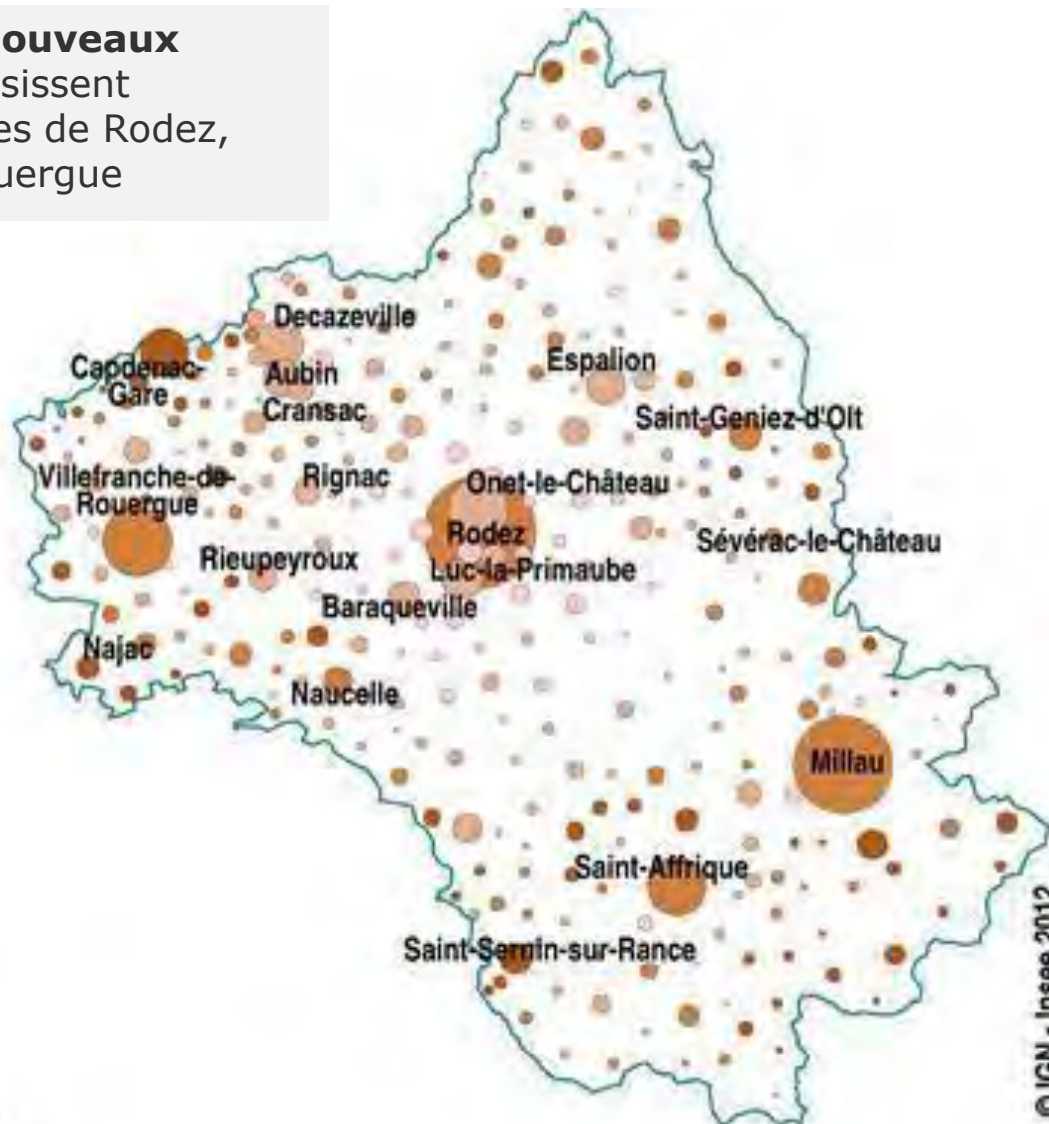 ouveaux
sissent
es de Rodez,
uergue
Decazeville
Capdenac-
Gare
Aubin
Cransac
Espalion
Saint-Geniez-d'Olt
Villefranche-de-
Rouergue
Rignac
Onet-le-Château
Rodez
Sévérac-le-Château
Rieupeyroux
Luc-la-Primaube
Baraqueville
Najac
Naucelle
Millau
Saint-Affrique
Saint-Sernin-sur-Rance
© IGN - Insee 2012